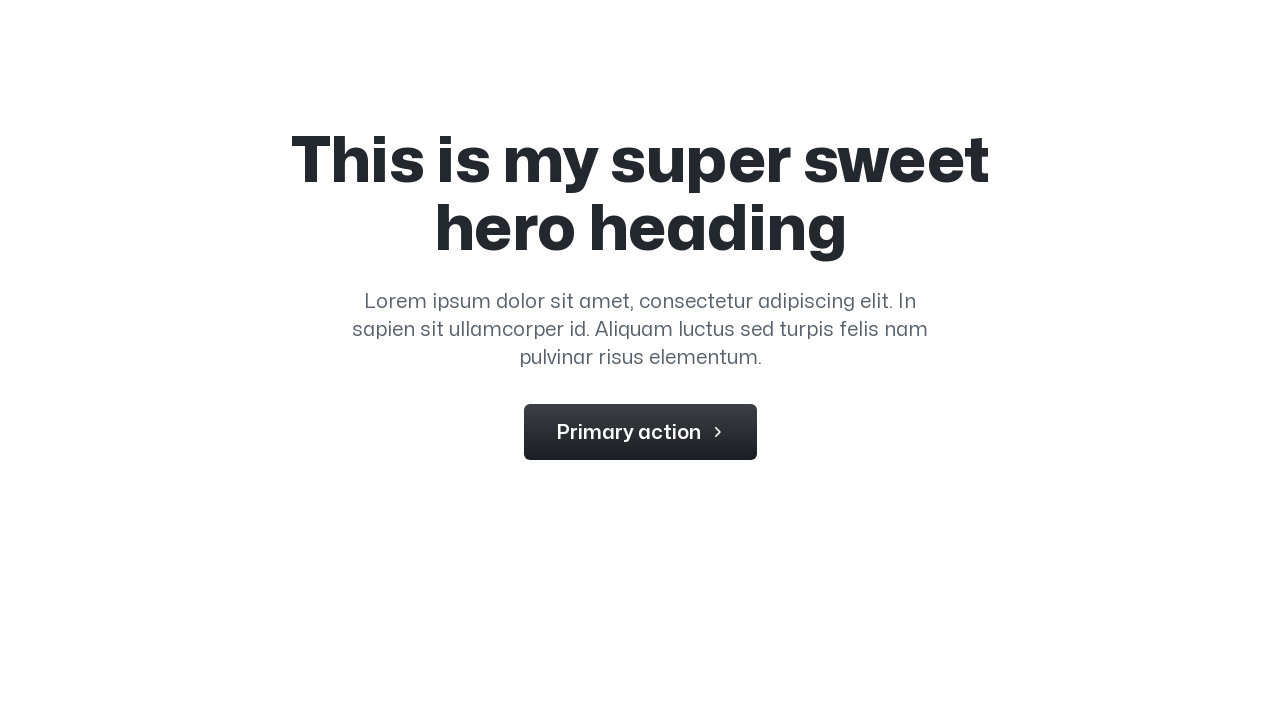 This is my super sweet
hero heading
Lorem ipsum dolor sit amet, consectetur adipiscing elit. In
sapien sit ullamcorper id. Aliquam luctus sed turpis felis nam
pulvinar risus elementum.
Primary action